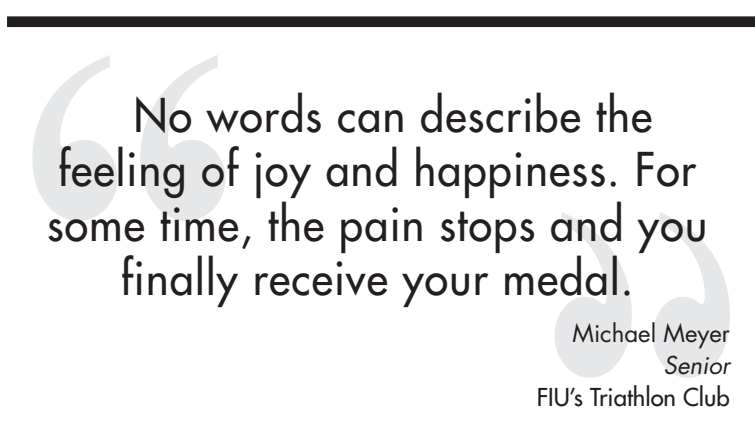 No words can describe the
feeling of joy and happiness. For
some time, the pain stops and you
finally receive your medal.
Michael Meyer
Senior
FIU's Triathlon Club